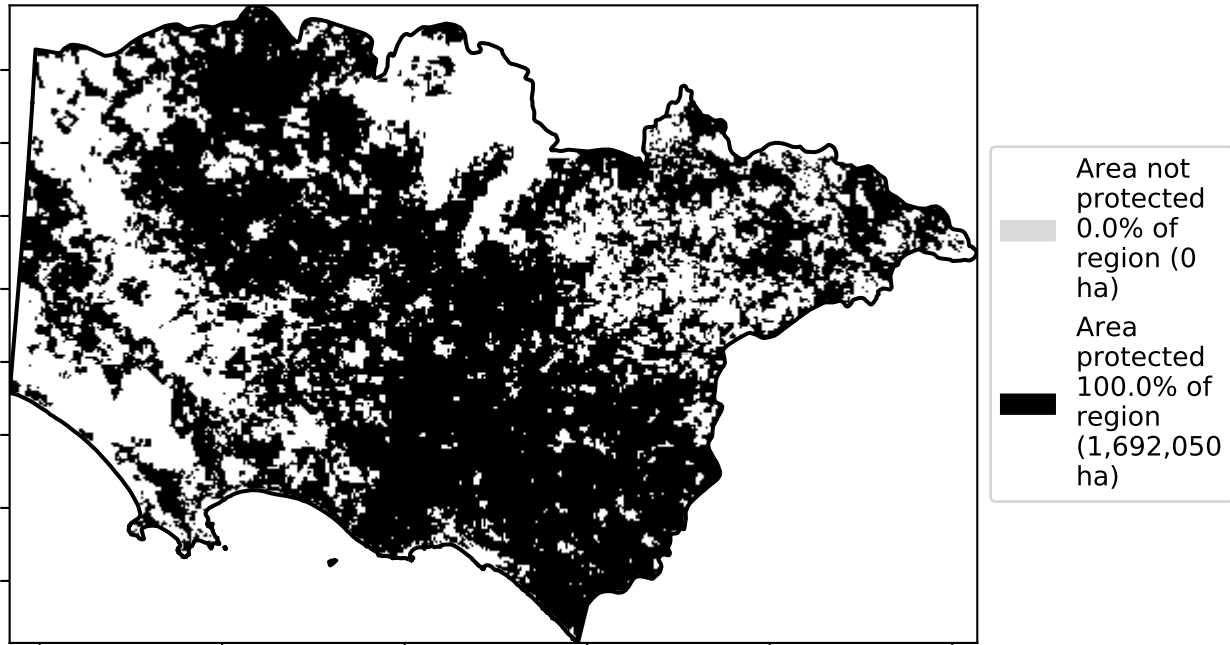 Area not
protected
0.0% of
region (0
ha)
Area
protected
100.0% of
region
(1,692,050
ha)